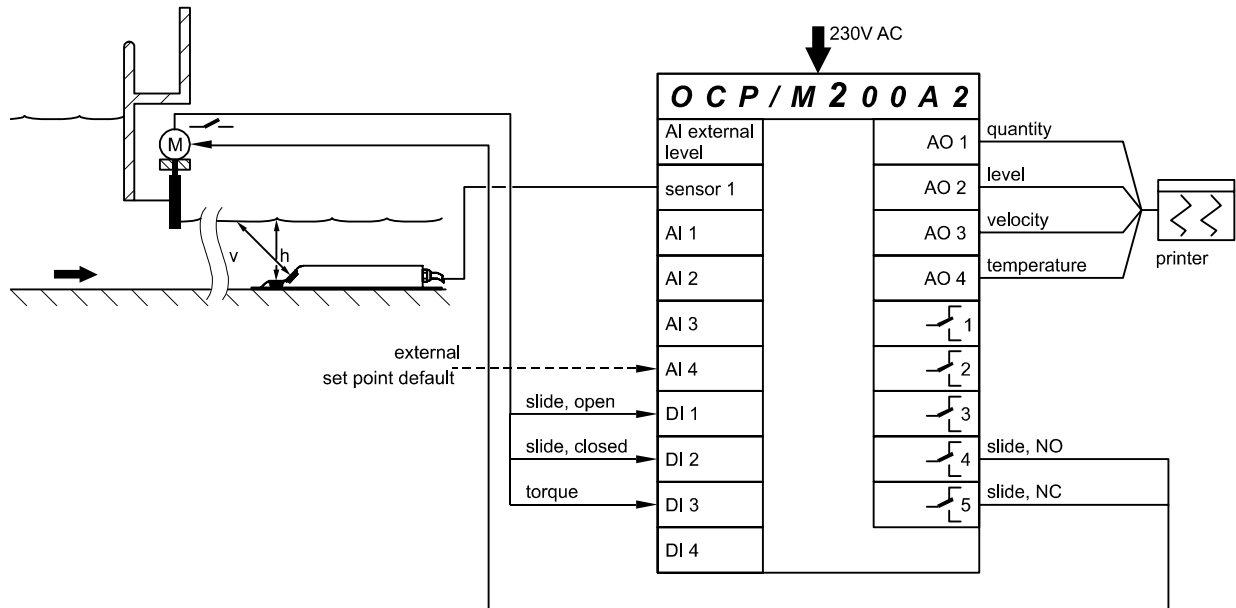 230V AC
OCP/M200A2
AI external
level
sensor 1
AI 1
AI 2
AI 3
AI 4
DI 1
DI 2
DI 3
DI 4
AO 1
AO 2
AO 3
AO 4
1
2
3
4
5
quantity
level
velocity
temperature
printer
slide, NO
slide, NC
M
v
h
external
set point default
slide, open
slide, closed
torque